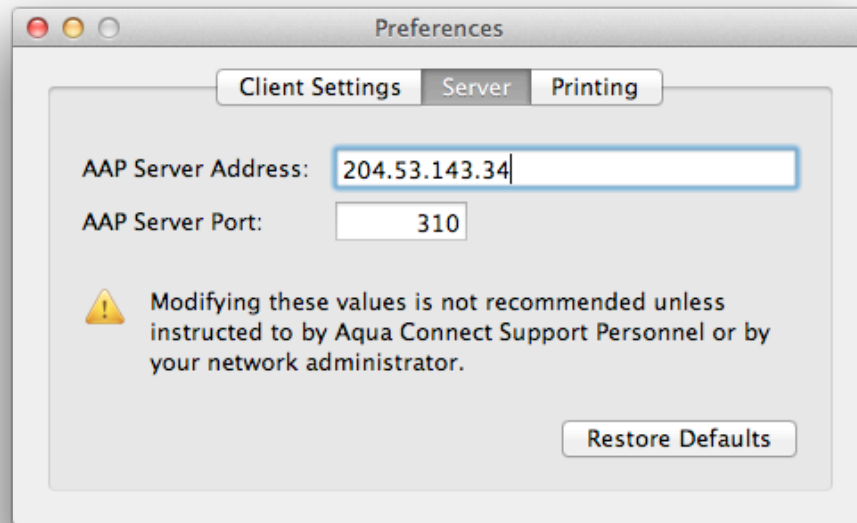 Preferences
Client Settings Server Printing
AAP Server Address: 204.53.143.34
AAP Server Port: 310
Modifying these values is not recommended unless
instructed to by Aqua Connect Support Personnel or by
your network administrator.
Restore Defaults